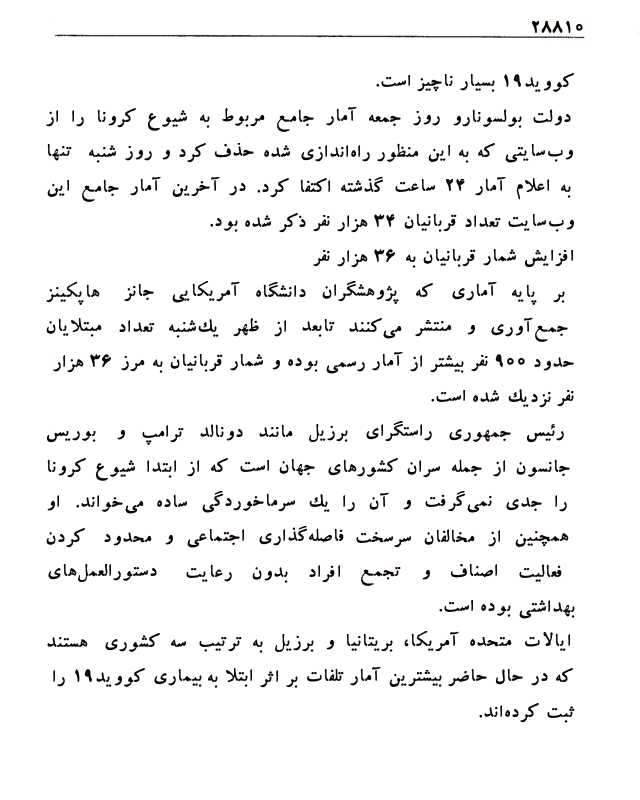 ۲۸۸۱۰
کووید۱۹ بسیار ناچیز است.
دولت بولسونارو روز جمعه آمار جامع مربوط به شیوع کرونا را از
وب‌سایتی که به این منظور راه‌اندازی شده حذف کرد و روز شنبه تنها
به اعلام آمار ۲۴ ساعت گذشته اکتفا کرد. در آخرین آمار جامع این
وب‌سایت تعداد قربانیان ۳۴ هزار نفر ذکر شده بود.
افزایش شمار قربانیان به ۳۶ هزار نفر
بر پایه آماری که پژوهشگران دانشگاه آمریکایی جانز هاپکینز
جمع‌آوری و منتشر می‌کنند تابعد از ظهر یك‌شنبه تعداد مبتلایان
حدود ۹۰۰ نفر بیشتر از آمار رسمی بوده و شمار قربانیان به مرز ۳۶ هزار
نفر نزدیك شده است.
رئیس جمهوری راستگرای برزیل مانند دونالد ترامپ و بوریس
جانسون از جمله سران کشورهای جهان است که از ابتدا شیوع کرونا
را جدی نمی‌گرفت و آن را یك سرماخوردگی ساده می‌خواند. او
همچنین از مخالفان سرسخت فاصله‌گذاری اجتماعی و محدود کردن
فعالیت اصناف و تجمع افراد بدون رعایت دستورالعمل‌های
بهداشتی بوده است.
ایالات متحده آمریکا، بریتانیا و برزیل به ترتیب سه کشوری هستند
که در حال حاضر بیشترین آمار تلفات بر اثر ابتلا به بیماری کووید۱۹ را
ثبت کرده‌اند.